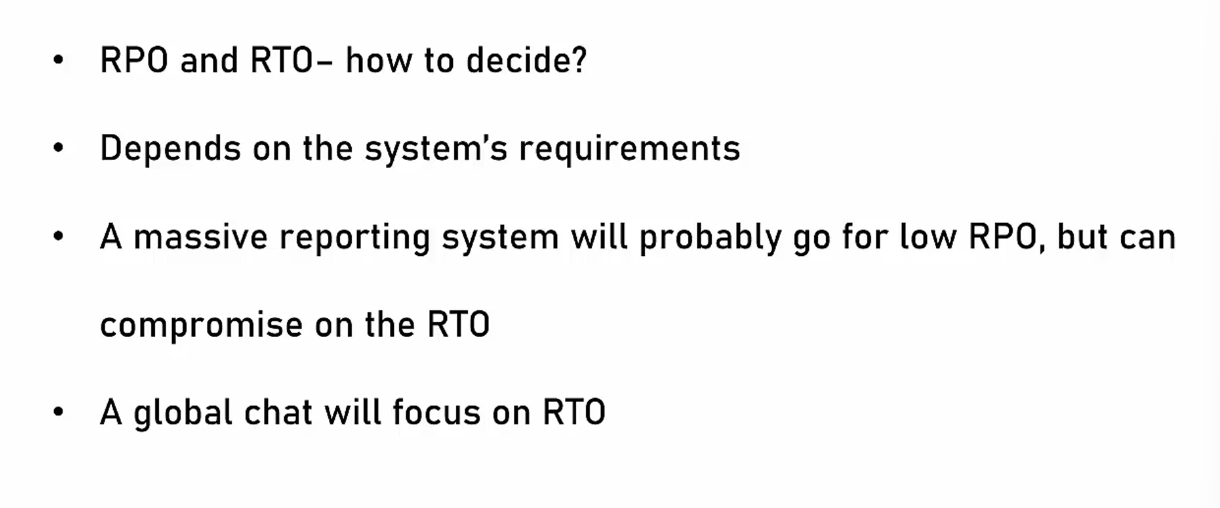 • RPO and RTO– how to decide?
• Depends on the system's requirements
• A massive reporting system will probably go for low RPO, but can
compromise on the RTO
• A global chat will focus on RTO